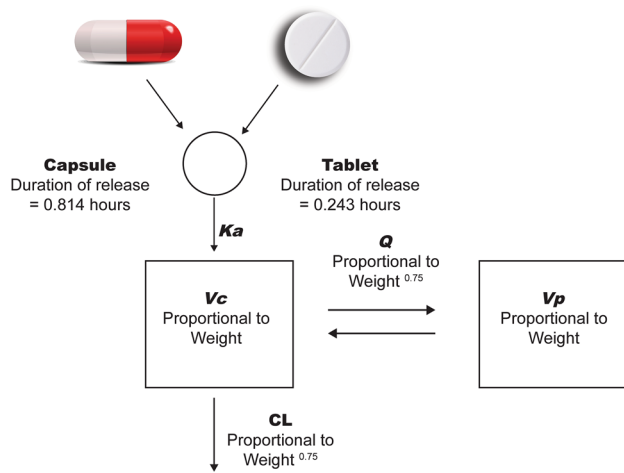 Capsule
Duration of release
= 0.814 hours
Tablet
Duration of release
= 0.243 hours
Ka
Q
Proportional to
Weight 0.75
Vc
Proportional to
Weight
Vp
Proportional to
Weight
CL
Proportional to
Weight 0.75